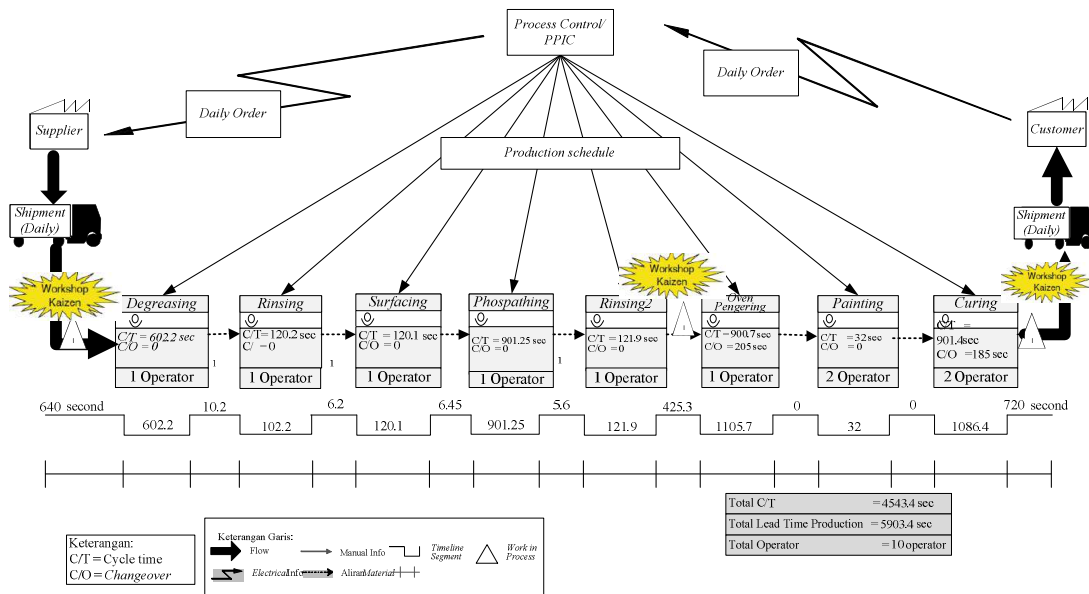 Process Control/
PPIC
Daily Order
Daily Order
Supplier
Customer
Production schedule
Shipment
(Daily)
Shipment
(Daily)
Workshop
Kaizen
Workshop
Kaizen
Workshop
Kaizen
Degreasing
C/T = 602.2 sec
C/O = 0
1 Operator
1
Rinsing
C/T= 120.2 sec
C/ =0
1 Operator
1
Surfacing
C/T = 120.1 sec
C/O = 0
1 Operator
Phospathing
C/T = 901.25 sec
C/O = 0
1 Operator
1
Rinsing2
C/T = 121.9 sec
C/O = 0
1 Operator
Oven
Pengering
C/T= 900.7 sec
C/O = 205 sec
1 Operator
Painting
C/T = 32 sec
C/O = 0
2 Operator
Curing
C/T =
901.4sec
C/O =185 sec
2 Operator
640 second 10.2 6.2 6.45 5.6 425.3 0 0 720 second
602.2 102.2 120.1 901.25 121.9 1105.7 32 1086.4
Total C/T = 4543.4 sec
Total Lead Time Production = 5903.4 sec
Total Operator = 10 operator
Keterangan:
C/T = Cycle time
C/O = Changeover
Keterangan Garis:
Flow
Manual Info
Timeline
Segment
Work in
Process
Electrical Info
Aliran Material